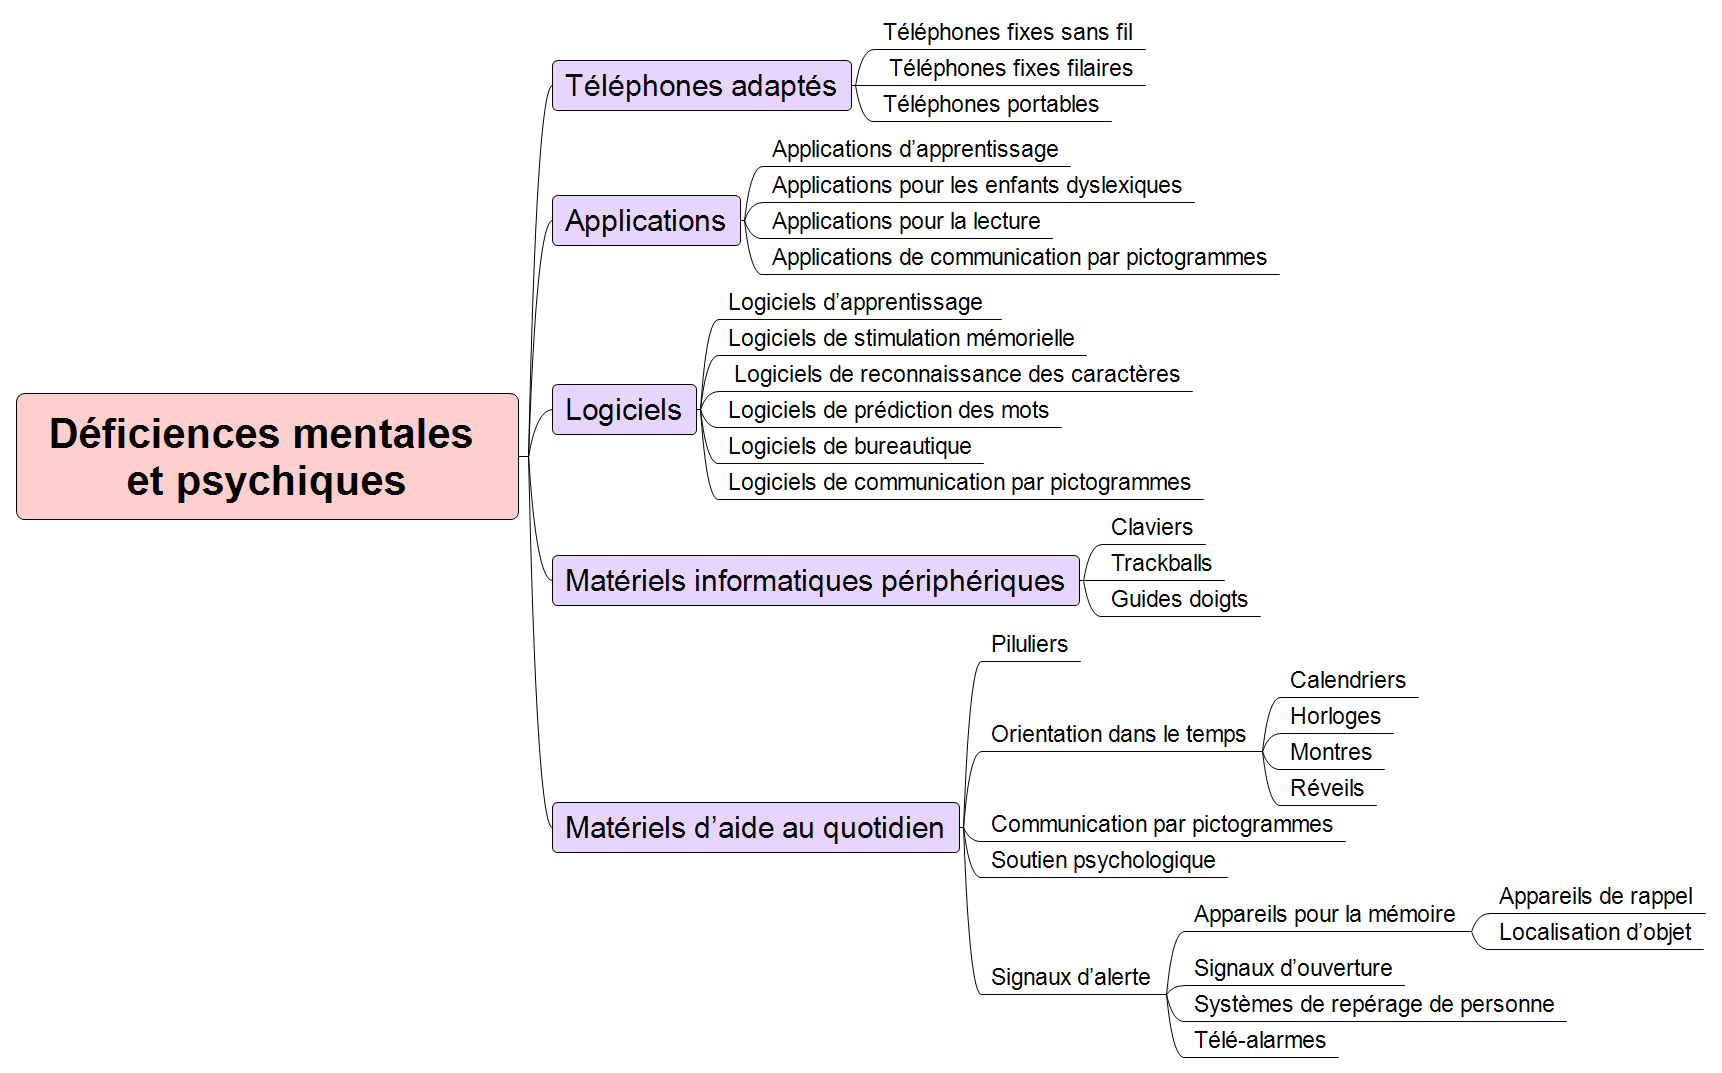 Déficiences mentales
et psychiques
Téléphones adaptés
Téléphones fixes sans fil
Téléphones fixes filaires
Téléphones portables
Applications
Applications d’apprentissage
Applications pour les enfants dyslexiques
Applications pour la lecture
Applications de communication par pictogrammes
Logiciels
Logiciels d’apprentissage
Logiciels de stimulation mémorielle
Logiciels de reconnaissance des caractères
Logiciels de prédiction des mots
Logiciels de bureautique
Logiciels de communication par pictogrammes
Matériels informatiques périphériques
Claviers
Trackballs
Guides doigts
Matériels d’aide au quotidien
Piluliers
Orientation dans le temps
Calendriers
Horloges
Montres
Réveils
Communication par pictogrammes
Soutien psychologique
Signaux d’alerte
Appareils pour la mémoire
Appareils de rappel
Localisation d’objet
Signaux d’ouverture
Systèmes de repérage de personne
Télé-alarmes